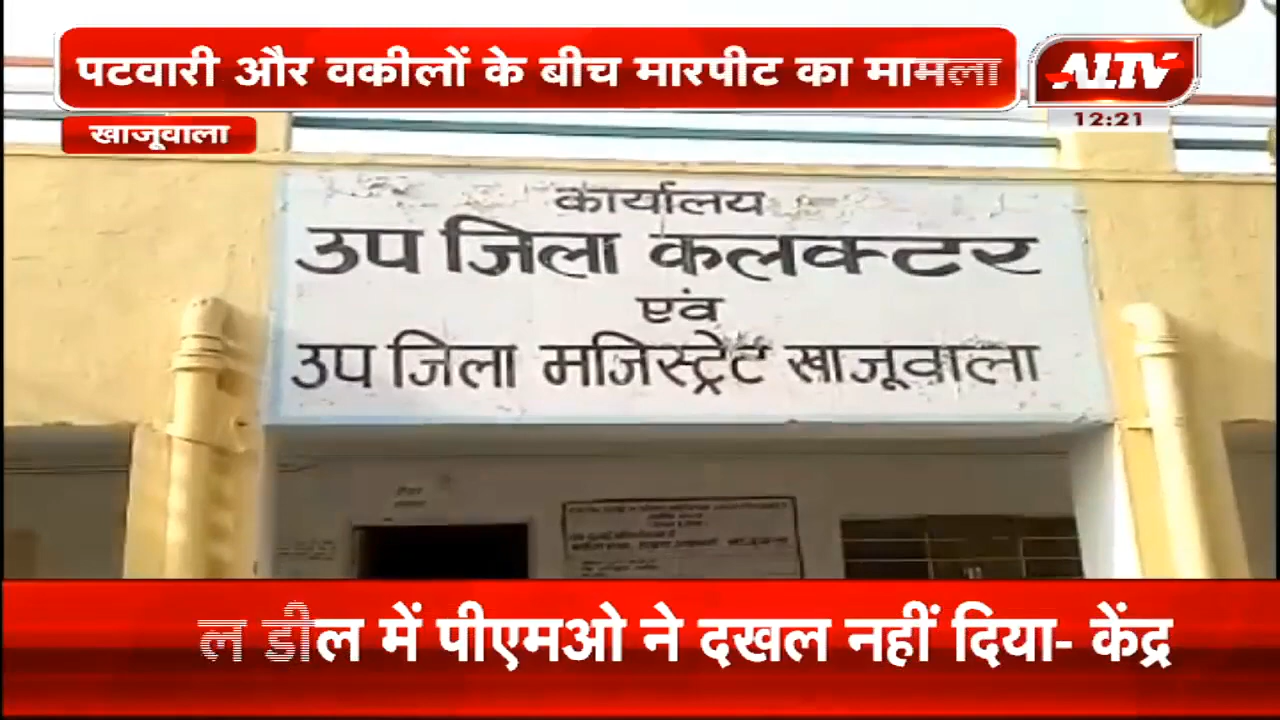 पटवारी और वकीलों के बीच मारपीट का मामला
ALTV
12:21
खाजूवाला
कार्यालय
उप जिला कलक्टर
एवं
उप जिला मजिस्ट्रेट खाजूवाला
ल डील में पीएमओ ने दखल नहीं दिया- केंद्र